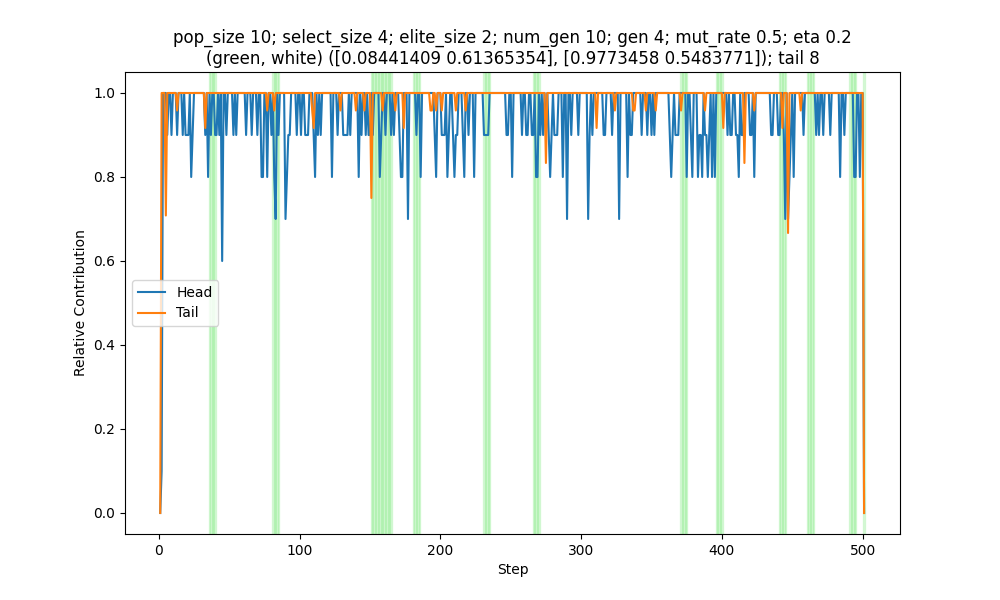 pop_size 10; select_size 4; elite_size 2; num_gen 10; gen 4; mut_rate 0.5; eta 0.2
(green, white) ([0.08441409 0.61365354], [0.9773458 0.5483771]); tail 8
1.0
0.8
0.6
0.4
0.2
0.0
Relative Contribution
Head
Tail
0
100
200
300
400
500
Step